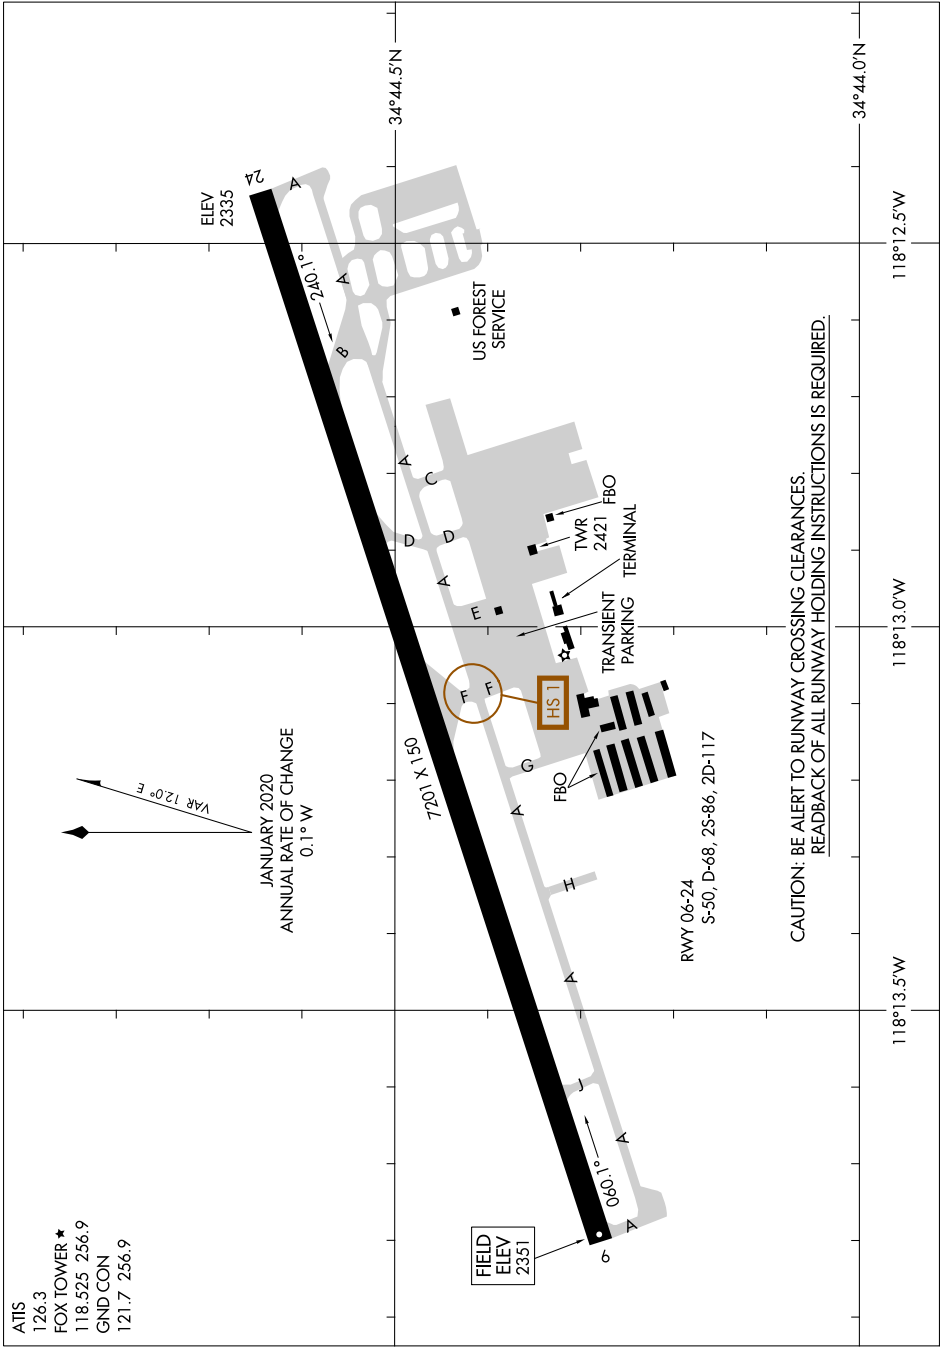 ATIS
126.3
FOX TOWER ★
118.525 256.9
GND CON
121.7 256.9
JANUARY 2020
ANNUAL RATE OF CHANGE
0.1° W
VAR 12.0° E
FIELD
ELEV
2351
6
060.1°
A
A
J
A
H
A
G
7201 X 150
F
F
HS 1
E
A
D
D
C
A
B
A
240.1°
A
24
ELEV
2335
US FOREST
SERVICE
FBO
TWR
2421
TERMINAL
TRANSIENT
PARKING
FBO
RWY 06-24
S-50, D-68, 2S-86, 2D-117
CAUTION: BE ALERT TO RUNWAY CROSSING CLEARANCES.
READBACK OF ALL RUNWAY HOLDING INSTRUCTIONS IS REQUIRED.
34°44.5'N
34°44.0'N
118°13.5'W
118°13.0'W
118°12.5'W